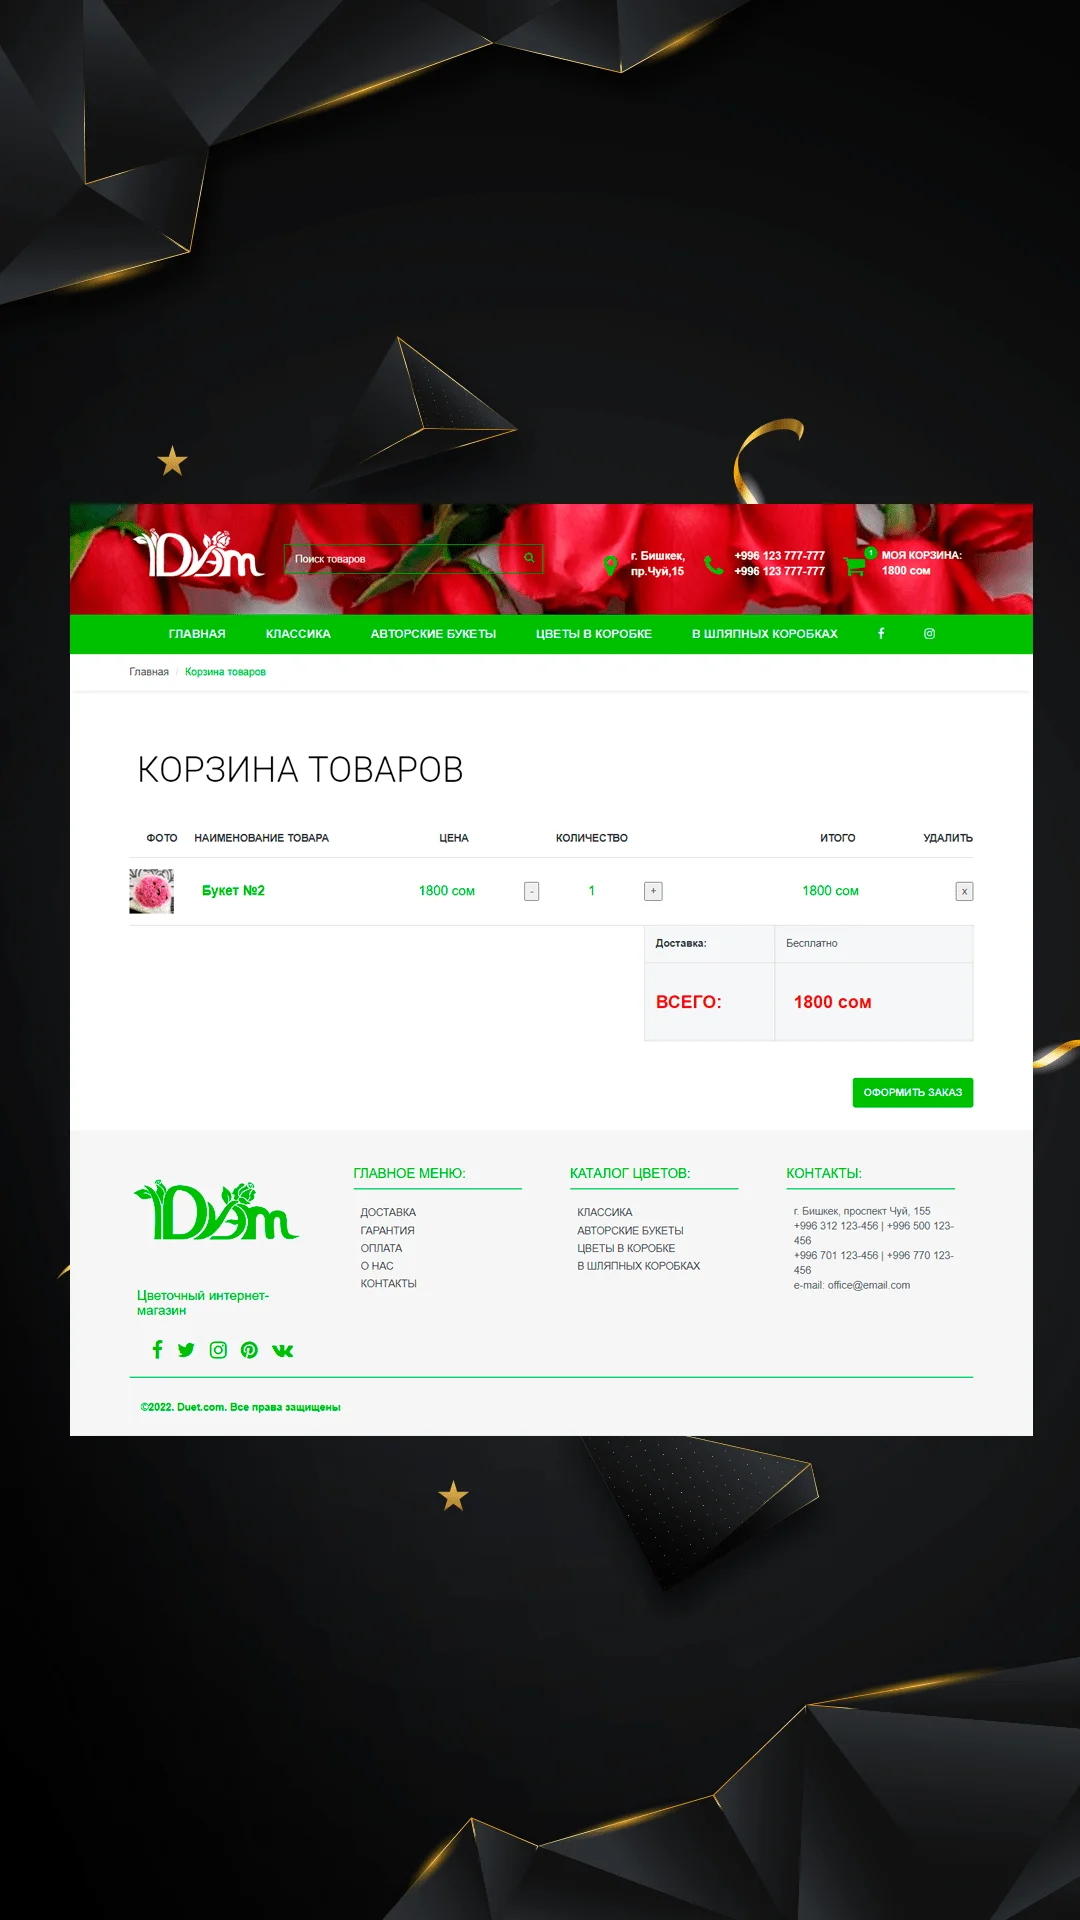 Дуэт
Поиск товаров
г. Бишкек,
пр.Чуй,15
+996 123 777-777
+996 123 777-777
1
МОЯ КОРЗИНА:
1800 сом
ГЛАВНАЯ КЛАССИКА АВТОРСКИЕ БУКЕТЫ ЦВЕТЫ В КОРОБКЕ В ШЛЯПНЫХ КОРОБКАХ
Главная / Корзина товаров
КОРЗИНА ТОВАРОВ
ФОТО НАИМЕНОВАНИЕ ТОВАРА ЦЕНА КОЛИЧЕСТВО ИТОГО УДАЛИТЬ
Букет №2 1800 сом - 1 + 1800 сом x
Доставка: Бесплатно
ВСЕГО: 1800 сом
ОФОРМИТЬ ЗАКАЗ
Дуэт
Цветочный интернет-
магазин
ГЛАВНОЕ МЕНЮ:
ДОСТАВКА
ГАРАНТИЯ
ОПЛАТА
О НАС
КОНТАКТЫ
КАТАЛОГ ЦВЕТОВ:
КЛАССИКА
АВТОРСКИЕ БУКЕТЫ
ЦВЕТЫ В КОРОБКЕ
В ШЛЯПНЫХ КОРОБКАХ
КОНТАКТЫ:
г. Бишкек, проспект Чуй, 155
+996 312 123-456 | +996 500 123-
456
+996 701 123-456 | +996 770 123-
456
e-mail: office@email.com
©2022. Duet.com. Все права защищены